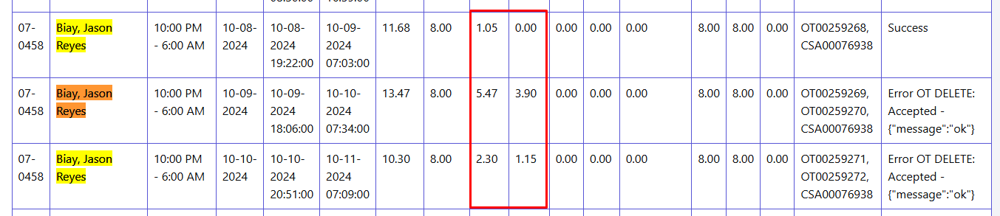 08:30:00 16:39:00
07-0458 Biay, Jason Reyes 10:00 PM - 6:00 AM 10-08-2024 10-08-2024 19:22:00 10-09-2024 07:03:00 11.68 8.00 1.05 0.00 0.00 0.00 0.00 8.00 8.00 0.00 OT00259268, CSA00076938 Success
07-0458 Biay, Jason Reyes 10:00 PM - 6:00 AM 10-09-2024 10-09-2024 18:06:00 10-10-2024 07:34:00 13.47 8.00 5.47 3.90 0.00 0.00 0.00 8.00 8.00 0.00 OT00259269, OT00259270, CSA00076938 Error OT DELETE: Accepted - {"message":"ok"}
07-0458 Biay, Jason Reyes 10:00 PM - 6:00 AM 10-10-2024 10-10-2024 20:51:00 10-11-2024 07:09:00 10.30 8.00 2.30 1.15 0.00 0.00 0.00 8.00 8.00 0.00 OT00259271, OT00259272, CSA00076938 Error OT DELETE: Accepted - {"message":"ok"}